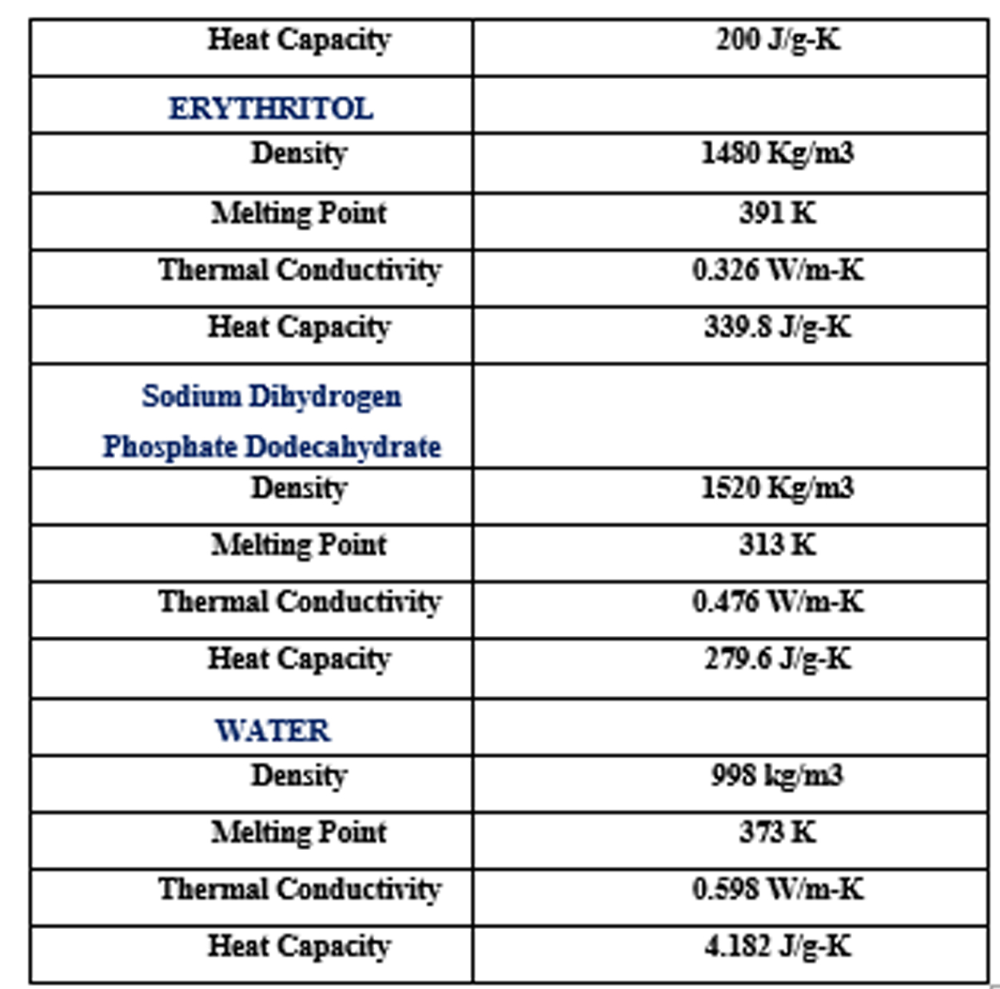 Heat Capacity 200 J/g-K
ERYTHRITOL
Density 1480 Kg/m3
Melting Point 391 K
Thermal Conductivity 0.326 W/m-K
Heat Capacity 339.8 J/g-K
Sodium Dihydrogen
Phosphate Dodecahydrate
Density 1520 Kg/m3
Melting Point 313 K
Thermal Conductivity 0.476 W/m-K
Heat Capacity 279.6 J/g-K
WATER
Density 998 kg/m3
Melting Point 373 K
Thermal Conductivity 0.598 W/m-K
Heat Capacity 4.182 J/g-K